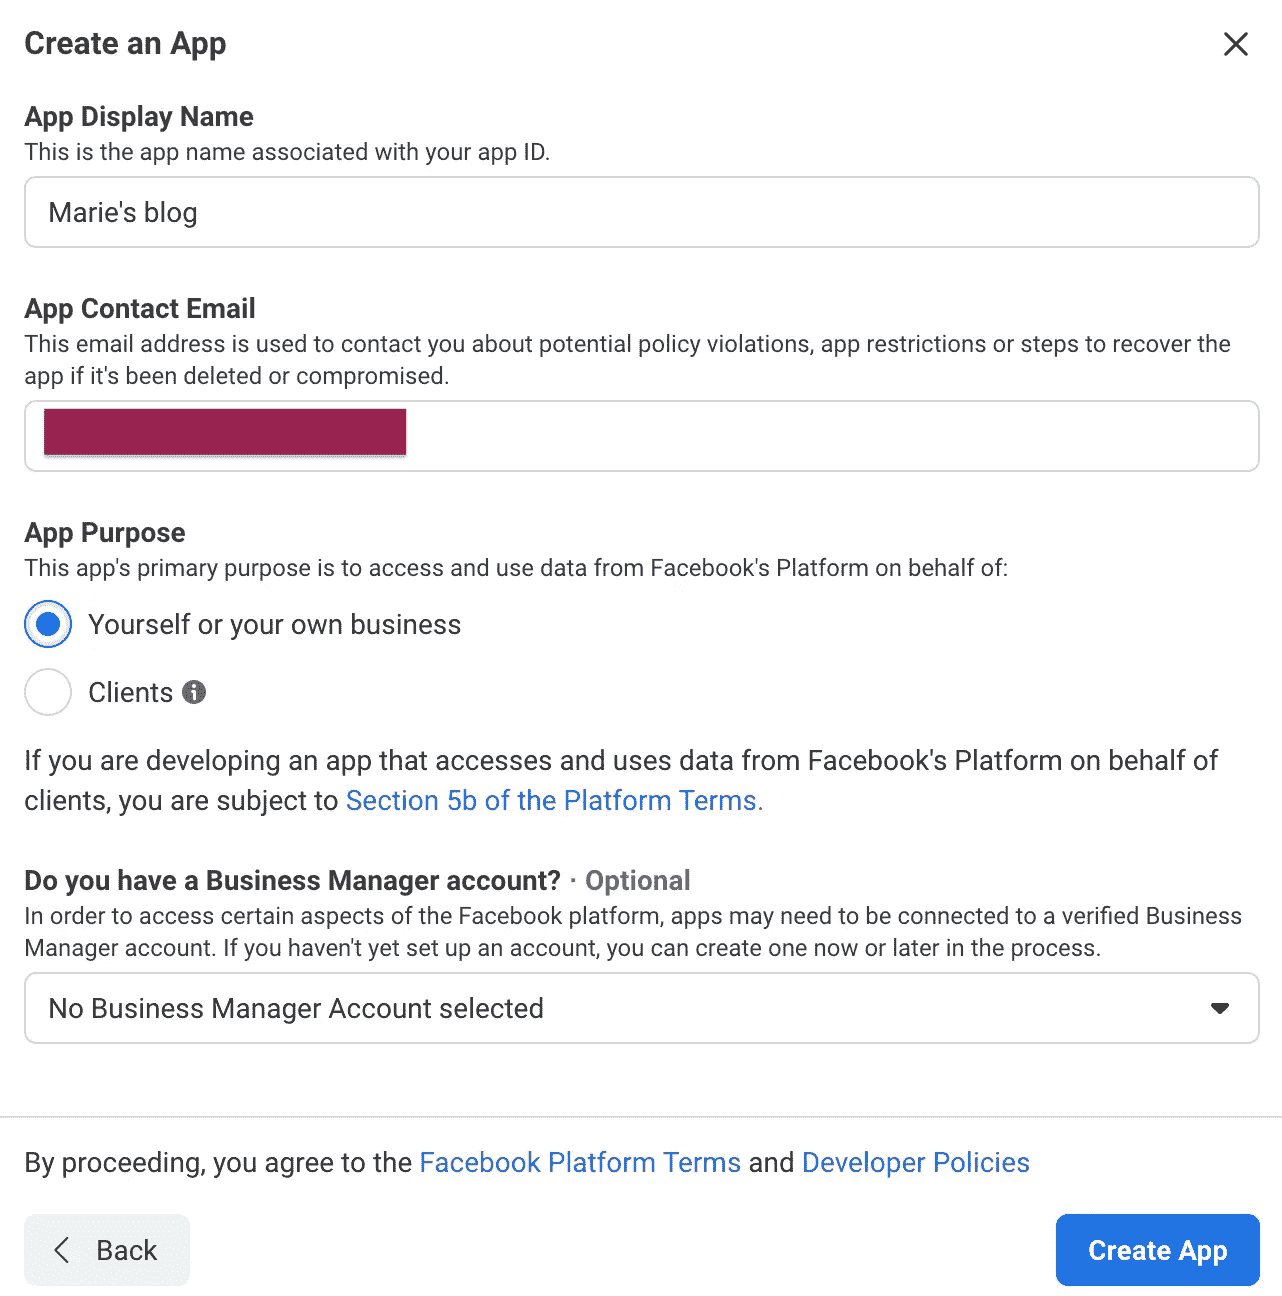 Create an App
App Display Name
This is the app name associated with your app ID.
Marie's blog
App Contact Email
This email address is used to contact you about potential policy violations, app restrictions or steps to recover the
app if it's been deleted or compromised.
App Purpose
This app's primary purpose is to access and use data from Facebook's Platform on behalf of:
Yourself or your own business
Clients
If you are developing an app that accesses and uses data from Facebook's Platform on behalf of
clients, you are subject to Section 5b of the Platform Terms.
Do you have a Business Manager account? · Optional
In order to access certain aspects of the Facebook platform, apps may need to be connected to a verified Business
Manager account. If you haven't yet set up an account, you can create one now or later in the process.
No Business Manager Account selected
By proceeding, you agree to the Facebook Platform Terms and Developer Policies
Back
Create App